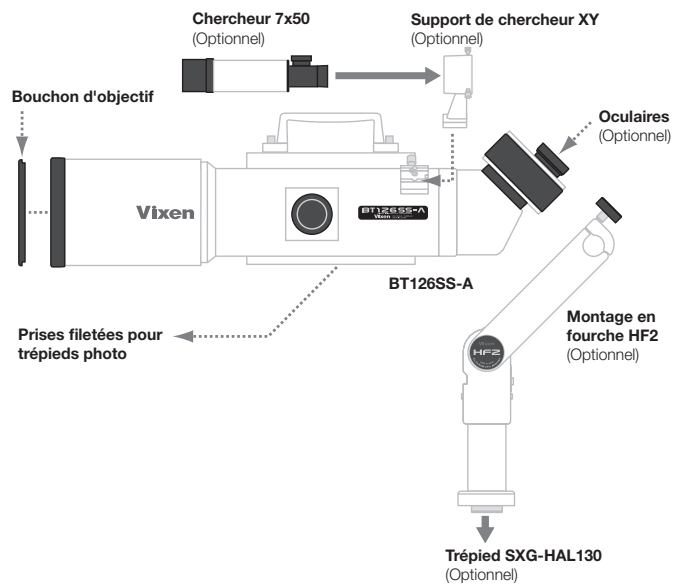 Chercheur 7x50
(Optionnel)
Support de chercheur XY
(Optionnel)
Bouchon d'objectif
Oculaires
(Optionnel)
Vixen
BT126SS-A
Vixen
BT126SS-A
Prises filetées pour
trépieds photo
Montage en
fourche HF2
(Optionnel)
Vixen
HF2
Trépied SXG-HAL130
(Optionnel)